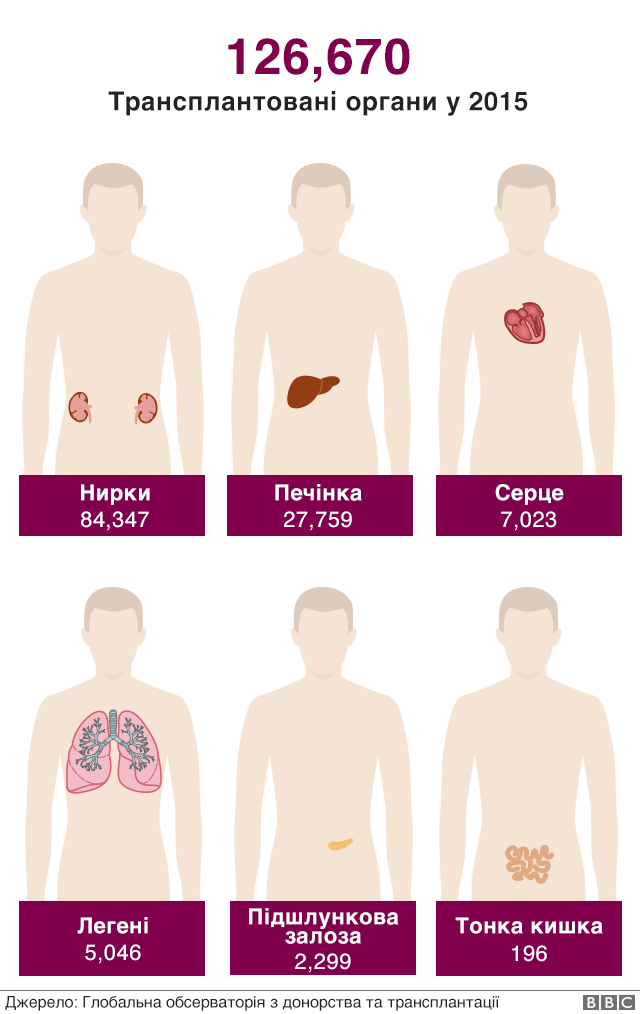 126,670
Трансплантовані органи у 2015
Нирки
84,347
Печінка
27,759
Серце
7,023
Легені
5,046
Підшлункова
залоза
2,299
Тонка кишка
196
Джерело: Глобальна обсерваторія з донорства та трансплантації
BBC